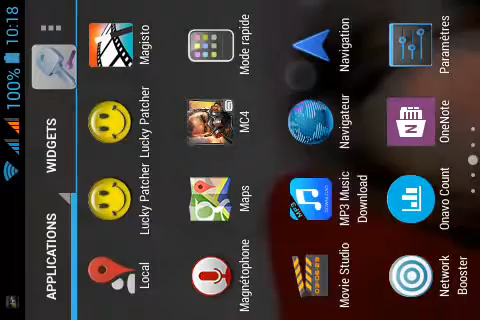 100% 10:18
APPLICATIONS WIDGETS
Local Lucky Patcher Lucky Patcher Magisto
Magnétophone Maps MC4 Mode rapide
MP3
Movie Studio MP3 Music Download Navigateur Navigation
N
Network Booster Onavo Count OneNote Paramètres